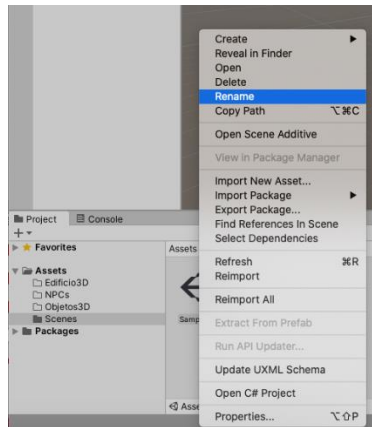 Create
Reveal in Finder
Open
Delete
Rename
Copy Path ⌥⌘C
Open Scene Additive
View in Package Manager
Import New Asset...
Import Package
Export Package...
Find References In Scene
Select Dependencies
Refresh ⌘R
Reimport
Reimport All
Extract From Prefab
Run API Updater...
Update UXML Schema
Open C# Project
Properties... ⌥⇧P
Project Console
Favorites
Assets
Edificio3D
NPCs
Objetos3D
Scenes
Packages
Assets
Samp
Asse